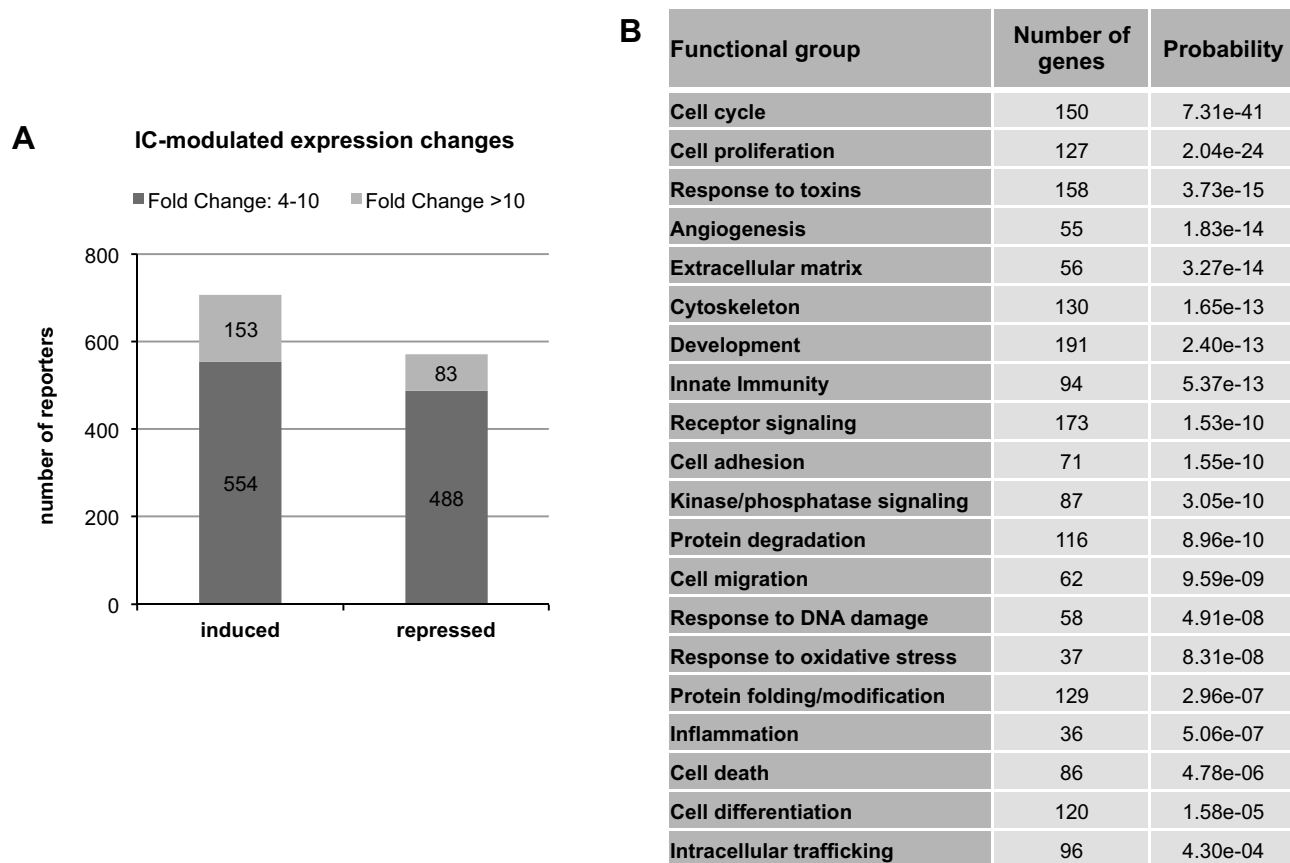 A
IC-modulated expression changes
Fold Change: 4-10 Fold Change >10
number of reporters
800
600
400
200
0
153
554
83
488
induced repressed
B
Functional group Number of genes Probability
Cell cycle 150 7.31e-41
Cell proliferation 127 2.04e-24
Response to toxins 158 3.73e-15
Angiogenesis 55 1.83e-14
Extracellular matrix 56 3.27e-14
Cytoskeleton 130 1.65e-13
Development 191 2.40e-13
Innate Immunity 94 5.37e-13
Receptor signaling 173 1.53e-10
Cell adhesion 71 1.55e-10
Kinase/phosphatase signaling 87 3.05e-10
Protein degradation 116 8.96e-10
Cell migration 62 9.59e-09
Response to DNA damage 58 4.91e-08
Response to oxidative stress 37 8.31e-08
Protein folding/modification 129 2.96e-07
Inflammation 36 5.06e-07
Cell death 86 4.78e-06
Cell differentiation 120 1.58e-05
Intracellular trafficking 96 4.30e-04